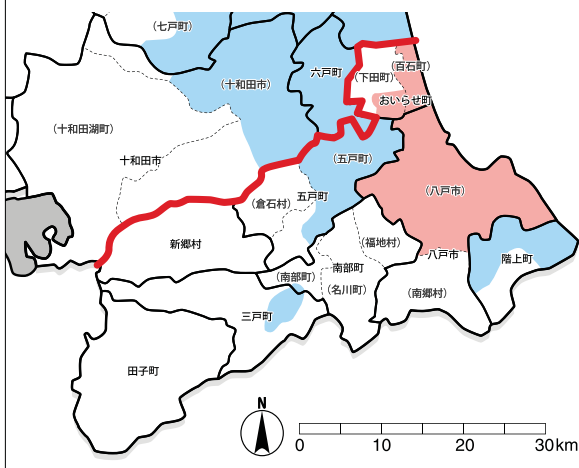 (七戸町)
(十和田市)
六戸町
(下田町)
(百石町)
おいらせ町
(十和田湖町)
十和田市
(五戸町)
五戸町
(倉石村)
(八戸市)
新郷村
(福地村)
八戸市
階上町
(南部町)
南部町
(名川町)
(南郷村)
三戸町
田子町
N
0 10 20 30km